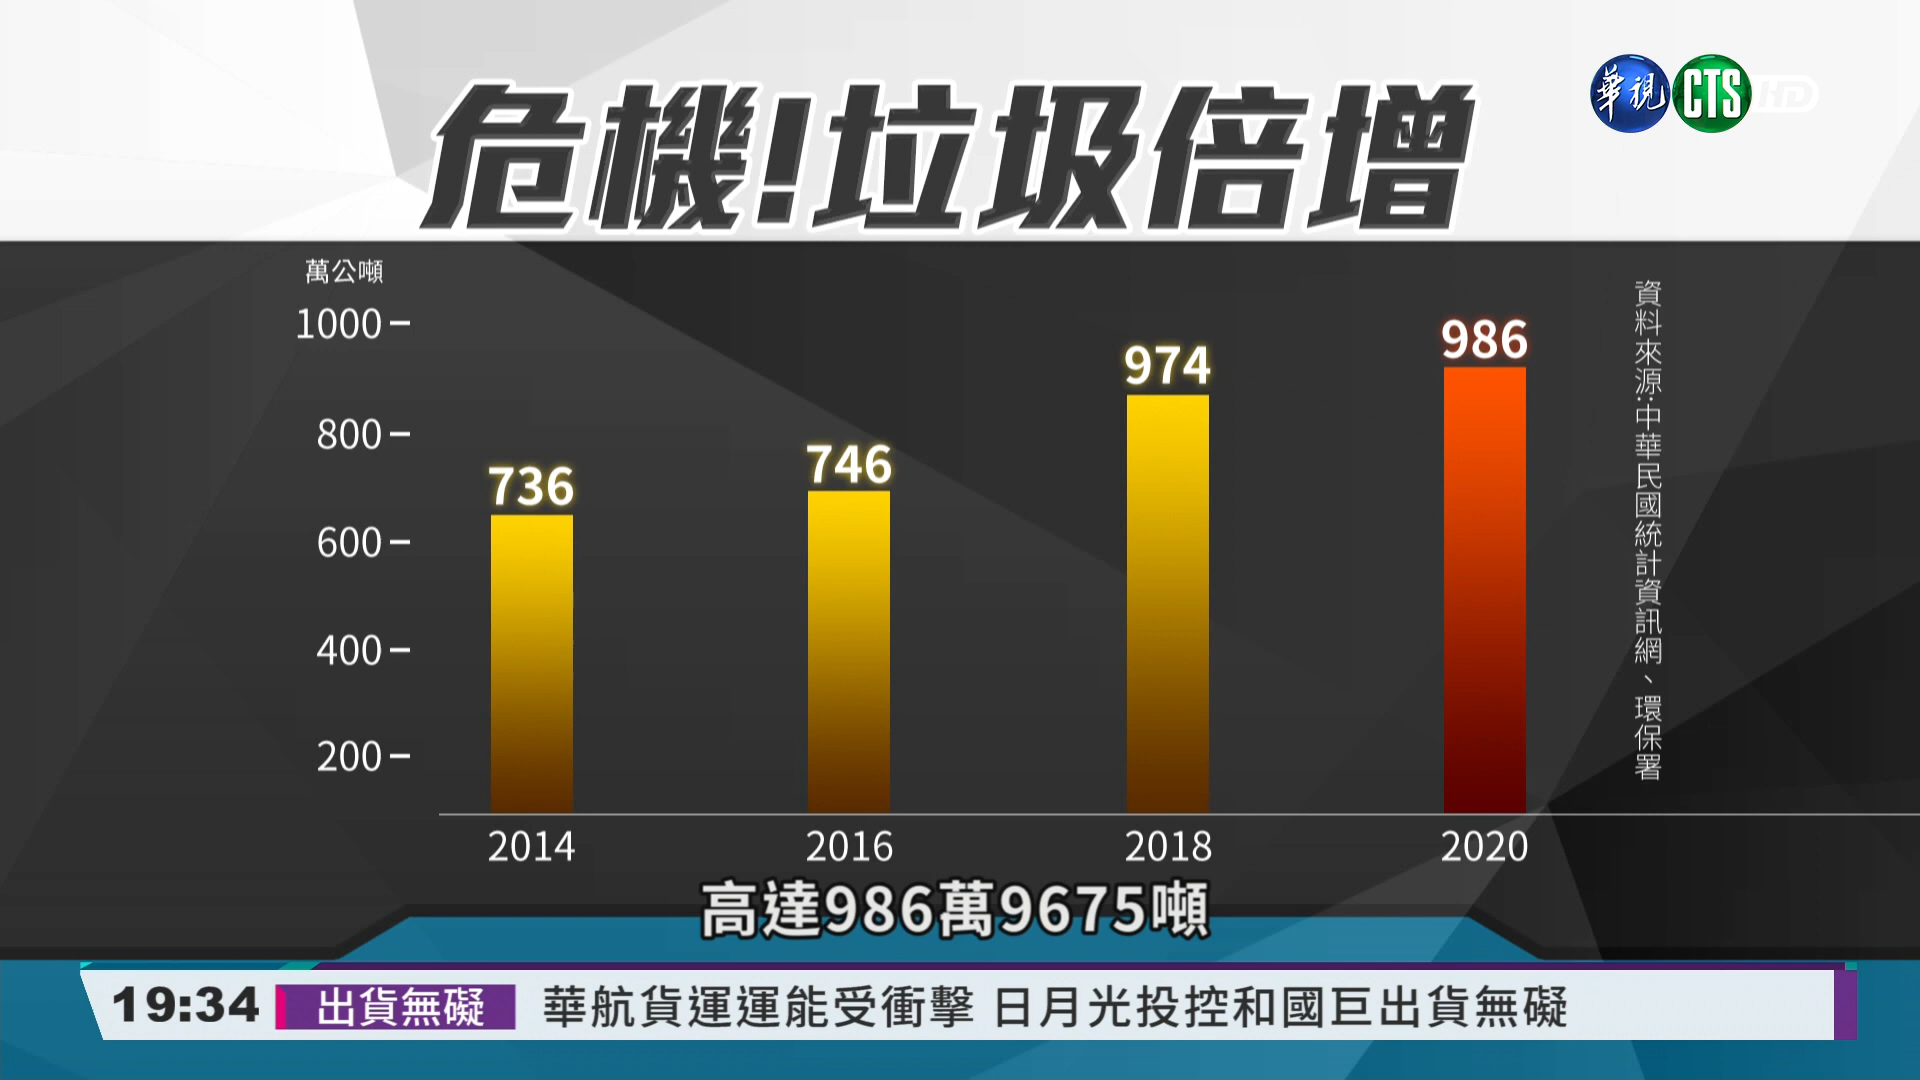 華視 CTS HD
危機!垃圾倍增
萬公噸
1000
800
600
400
200
736
746
974
986
2014
2016
2018
2020
資料來源:中華民國統計資訊網、環保署
高達986萬9675噸
19:34
出貨無礙
華航貨運運能受衝擊 日月光投控和國巨出貨無礙